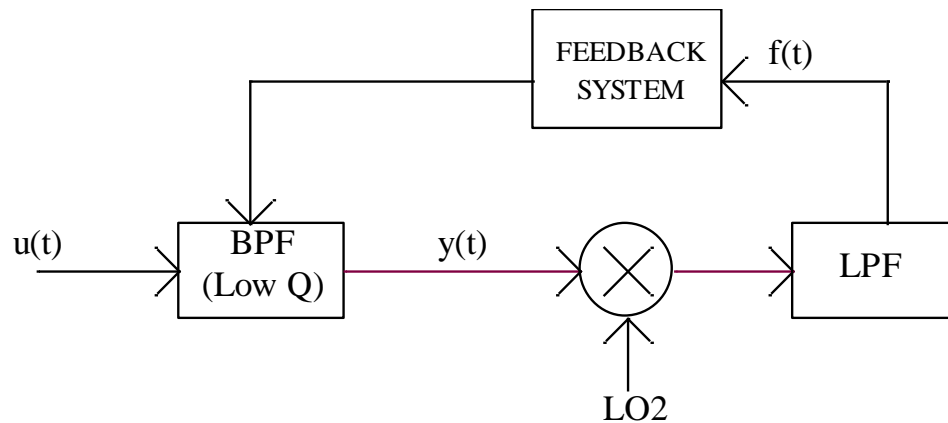 FEEDBACK
SYSTEM
f(t)
u(t)
BPF
(Low Q)
y(t)
LPF
LO2